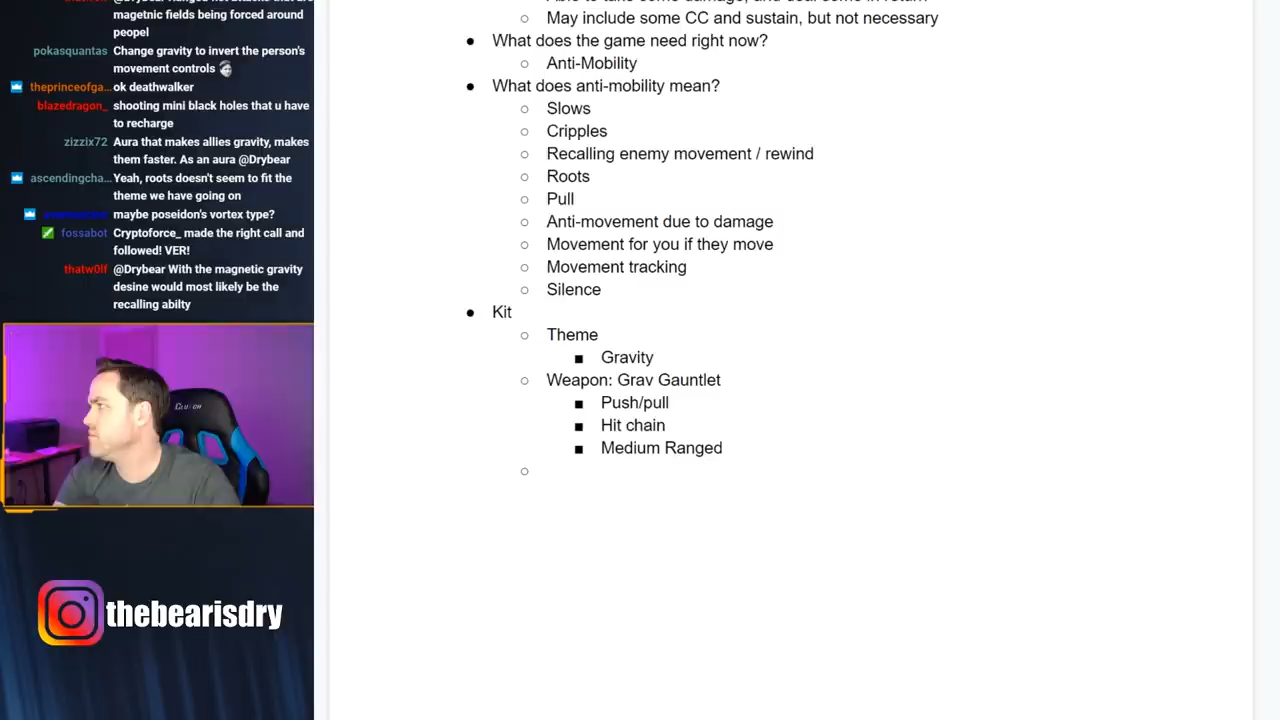 magetnic fields being forced around
peopel
pokasquantas Change gravity to invert the person's
movement controls
theprinceofga... ok deathwalker
blazedragon_ shooting mini black holes that u have
to recharge
zizzix72 Aura that makes allies gravity, makes
them faster. As an aura @Drybear
ascendingcha... Yeah, roots doesn't seem to fit the
theme we have going on
maybe poseidon's vortex type?
fossabot Cryptoforce_ made the right call and
followed! VER!
thatw0lf @Drybear With the magnetic gravity
desine would most likely be the
recalling abilty
CLUTCH
thebearisdry
○ May include some CC and sustain, but not necessary
● What does the game need right now?
○ Anti-Mobility
● What does anti-mobility mean?
○ Slows
○ Cripples
○ Recalling enemy movement / rewind
○ Roots
○ Pull
○ Anti-movement due to damage
○ Movement for you if they move
○ Movement tracking
○ Silence
● Kit
○ Theme
■ Gravity
○ Weapon: Grav Gauntlet
■ Push/pull
■ Hit chain
■ Medium Ranged